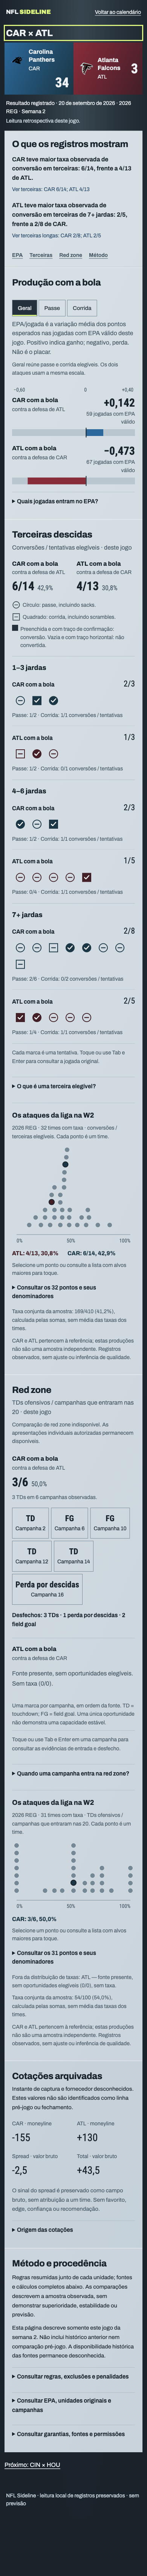 NFL SIDELINE
Voltar ao calendário
CAR × ATL
Carolina Panthers
CAR
34
Atlanta Falcons
ATL
3
Resultado registrado · 20 de setembro de 2026 · 2026
REG · Semana 2
Leitura retrospectiva deste jogo.
O que os registros mostram
CAR teve maior taxa observada de
conversão em terceiras: 6/14, frente a 4/13
de ATL.
Ver terceiras: CAR 6/14; ATL 4/13
ATL teve maior taxa observada de
conversão em terceiras de 7+ jardas: 2/5,
frente a 2/8 de CAR.
Ver terceiras longas: CAR 2/8; ATL 2/5
EPA Terceiras Red zone Método
Produção com a bola
Geral Passe Corrida
EPA/jogada é a variação média dos pontos
esperados nas jogadas com EPA válido deste
jogo. Positivo indica ganho; negativo, perda.
Não é o placar.
Geral reúne passe e corrida elegíveis. Os dois
ataques usam a mesma escala.
−0,60 0 +0,40
CAR com a bola
contra a defesa de ATL
+0,142
59 jogadas com EPA
válido
ATL com a bola
contra a defesa de CAR
−0,473
67 jogadas com EPA
válido
Quais jogadas entram no EPA?
Terceiras descidas
Conversões / tentativas elegíveis · deste jogo
CAR com a bola
contra a defesa de ATL
6/14 42,9%
ATL com a bola
contra a defesa de CAR
4/13 30,8%
Círculo: passe, incluindo sacks.
Quadrado: corrida, incluindo scrambles.
Preenchida e com traço de confirmação:
conversão. Vazia e com traço horizontal: não
convertida.
1–3 jardas
CAR com a bola 2/3
Passe: 1/2 · Corrida: 1/1 conversões / tentativas
ATL com a bola 1/3
Passe: 1/2 · Corrida: 0/1 conversões / tentativas
4–6 jardas
CAR com a bola 2/3
Passe: 1/2 · Corrida: 1/1 conversões / tentativas
ATL com a bola 1/5
Passe: 0/4 · Corrida: 1/1 conversões / tentativas
7+ jardas
CAR com a bola 2/8
Passe: 2/6 · Corrida: 0/2 conversões / tentativas
ATL com a bola 2/5
Passe: 1/4 · Corrida: 1/1 conversões / tentativas
Cada marca é uma tentativa. Toque ou use Tab e
Enter para consultar a jogada original.
O que é uma terceira elegível?
Os ataques da liga na W2
2026 REG · 32 times com taxa · conversões /
terceiras elegíveis. Cada ponto é um time.
0% 50% 100%
ATL: 4/13, 30,8% CAR: 6/14, 42,9%
Selecione um ponto ou consulte a lista com alvos
maiores para toque.
Consultar os 32 pontos e seus
denominadores
Taxa conjunta da amostra: 169/410 (41,2%),
calculada pelas somas, sem média das taxas dos
times.
CAR e ATL pertencem à referência; estas produções
não são uma amostra independente. Registros
observados, sem ajuste ou inferência de qualidade.
Red zone
TDs ofensivos / campanhas que entraram nas
20 · deste jogo
Comparação de red zone indisponível. As
apresentações individuais autorizadas permanecem
disponíveis.
CAR com a bola
contra a defesa de ATL
3/6 50,0%
3 TDs em 6 campanhas observadas.
TD
Campanha 2
FG
Campanha 6
FG
Campanha 10
TD
Campanha 12
TD
Campanha 14
Perda por descidas
Campanha 16
Desfechos: 3 TDs · 1 perda por descidas · 2
field goal
ATL com a bola
contra a defesa de CAR
Fonte presente, sem oportunidades elegíveis.
Sem taxa (0/0).
Uma marca por campanha, em ordem da fonte. TD =
touchdown; FG = field goal. Uma única oportunidade
não demonstra uma capacidade estável.
Toque ou use Tab e Enter em uma campanha para
consultar as evidências de entrada e desfecho.
Quando uma campanha entra na red zone?
Os ataques da liga na W2
2026 REG · 31 times com taxa · TDs ofensivos /
campanhas que entraram nas 20. Cada ponto é um
time.
0% 50% 100%
CAR: 3/6, 50,0%
Selecione um ponto ou consulte a lista com alvos
maiores para toque.
Consultar os 31 pontos e seus
denominadores
Fora da distribuição de taxas: ATL — fonte presente,
sem oportunidades elegíveis (0/0), sem taxa.
Taxa conjunta da amostra: 54/100 (54,0%),
calculada pelas somas, sem média das taxas dos
times.
CAR e ATL pertencem à referência; estas produções
não são uma amostra independente. Registros
observados, sem ajuste ou inferência de qualidade.
Cotações arquivadas
Instante de captura e fornecedor desconhecidos.
Estes valores não são identificados como linha
pré-jogo ou fechamento.
CAR · moneyline
-155
ATL · moneyline
+130
Spread · valor bruto
-2,5
Total · valor bruto
+43,5
O sinal do spread é preservado como campo
bruto, sem atribuição a um time. Sem favorito,
edge, confiança ou recomendação.
Origem das cotações
Método e procedência
Regras resumidas junto de cada unidade; fontes
e cálculos completos abaixo. As comparações
descrevem a amostra observada, sem
demonstrar superioridade, estabilidade ou
previsão.
Esta página descreve somente este jogo da
semana 2. Não inclui histórico anterior nem
comparação pré-jogo. A disponibilidade histórica
das fontes permanece desconhecida.
Consultar regras, exclusões e penalidades
Consultar EPA, unidades originais e
campanhas
Consultar garantias, fontes e permissões
Próximo: CIN × HOU
NFL Sideline · leitura local de registros preservados · sem
previsão